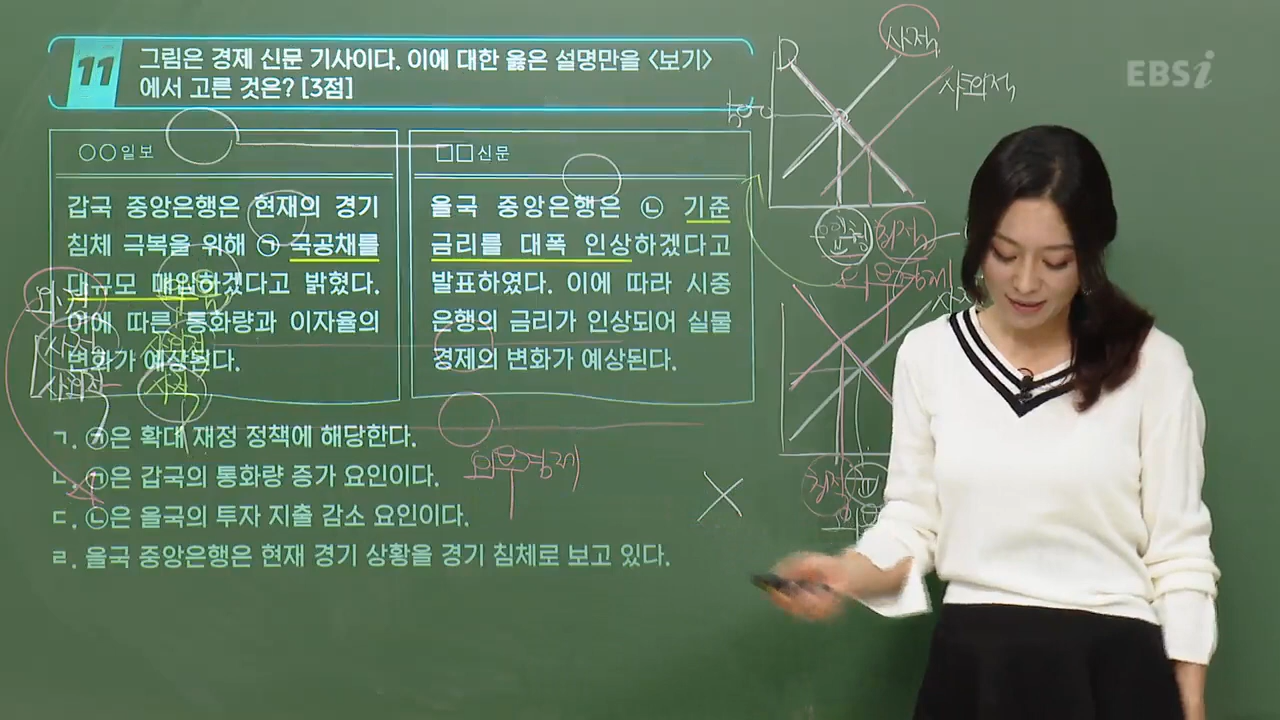 11
그림은 경제 신문 기사이다. 이에 대한 옳은 설명만을 <보기>
에서 고른 것은? [3점]
○○일보
갑국 중앙은행은 현재의 경기
침체 극복을 위해 ㉠ 국공채를
대규모 매입하겠다고 밝혔다.
이에 따른 통화량과 이자율의
변화가 예상된다.
□□신문
을국 중앙은행은 ㉡ 기준
금리를 대폭 인상하겠다고
발표하였다. 이에 따라 시중
은행의 금리가 인상되어 실물
경제의 변화가 예상된다.
ㄱ. ㉠은 확대 재정 정책에 해당한다.
ㄴ. ㉠은 갑국의 통화량 증가 요인이다.
ㄷ. ㉡은 을국의 투자 지출 감소 요인이다.
ㄹ. 을국 중앙은행은 현재 경기 상황을 경기 침체로 보고 있다.
외부경제
D
EBSi